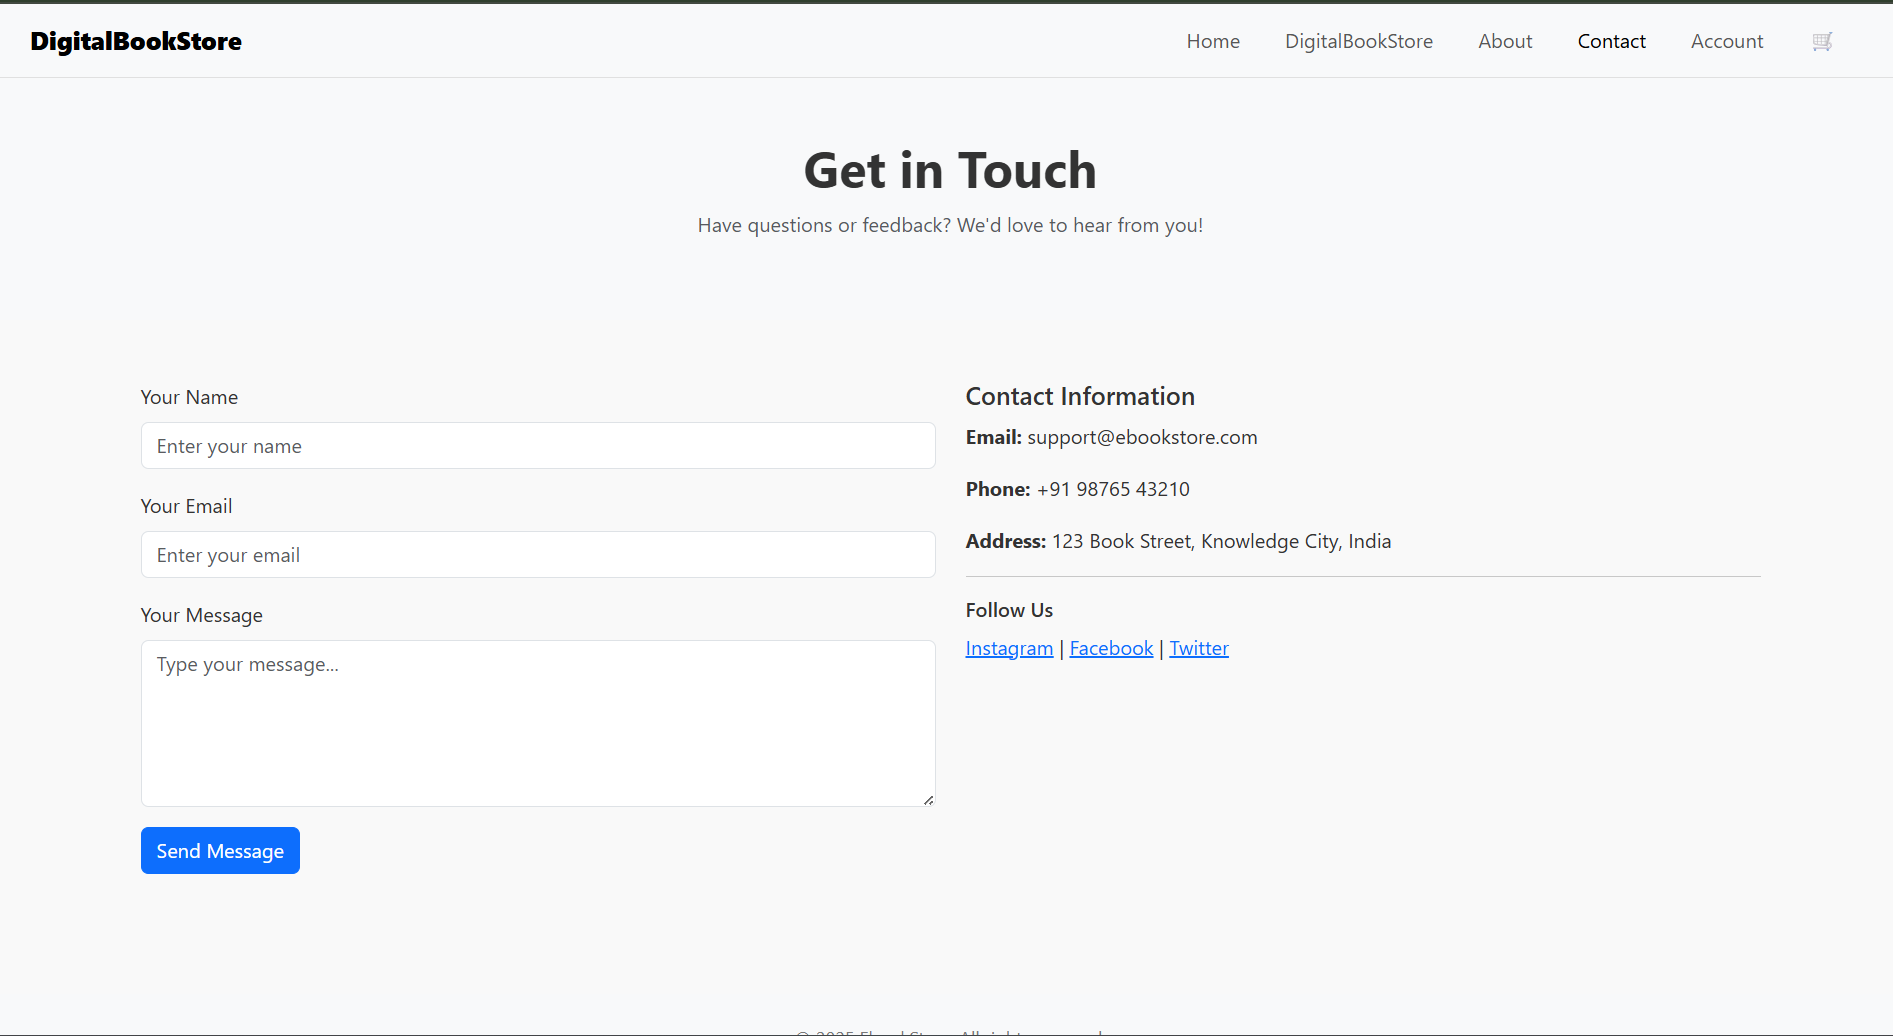 DigitalBookStore
Home DigitalBookStore About Contact Account
Get in Touch
Have questions or feedback? We'd love to hear from you!
Your Name
Enter your name
Your Email
Enter your email
Your Message
Type your message...
Send Message
Contact Information
Email: support@ebookstore.com
Phone: +91 98765 43210
Address: 123 Book Street, Knowledge City, India
Follow Us
Instagram | Facebook | Twitter